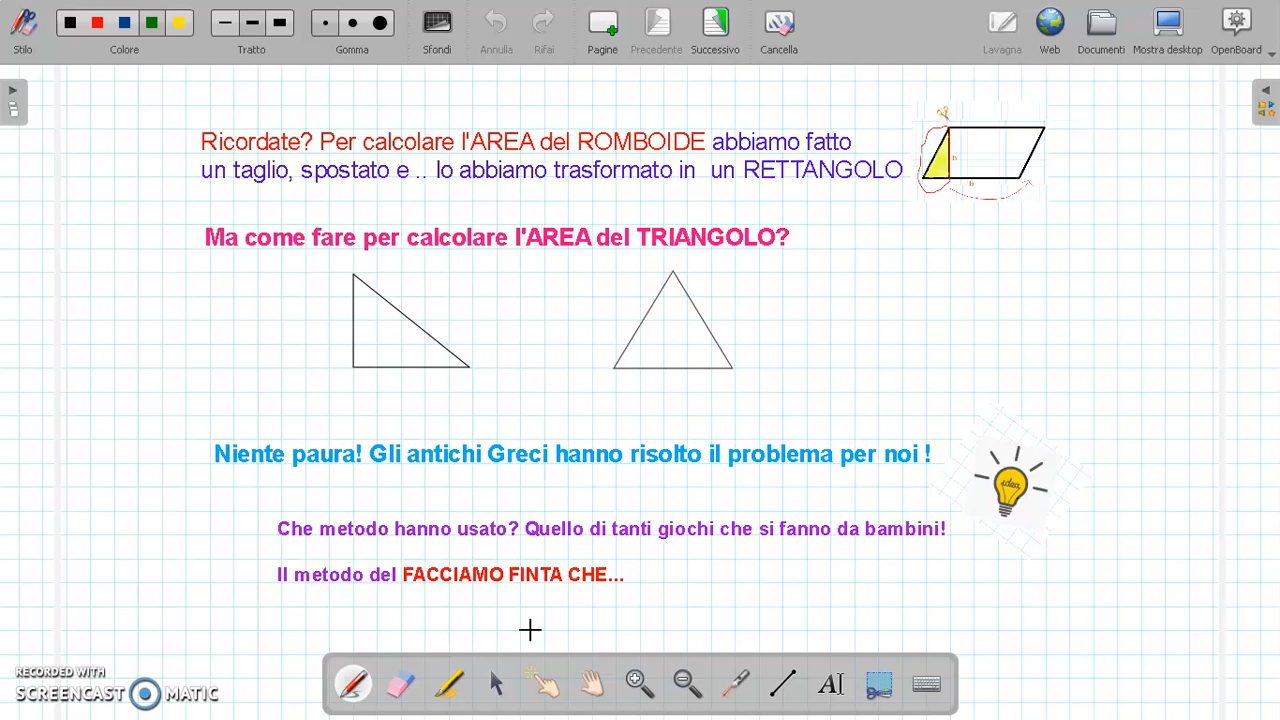 Stilo
Colore
Tratto
Gomma
Sfondi
Annulla
Rifai
Pagine
Precedente
Successivo
Cancella
Lavagna
Web
Documenti
Mostra desktop
OpenBoard
Ricordate? Per calcolare l'AREA del ROMBOIDE abbiamo fatto
un taglio, spostato e .. lo abbiamo trasformato in un RETTANGOLO
h
b
Ma come fare per calcolare l'AREA del TRIANGOLO?
Niente paura! Gli antichi Greci hanno risolto il problema per noi !
idea
Che metodo hanno usato? Quello di tanti giochi che si fanno da bambini!
Il metodo del FACCIAMO FINTA CHE...
RECORDED WITH
SCREENCAST MATIC
AI